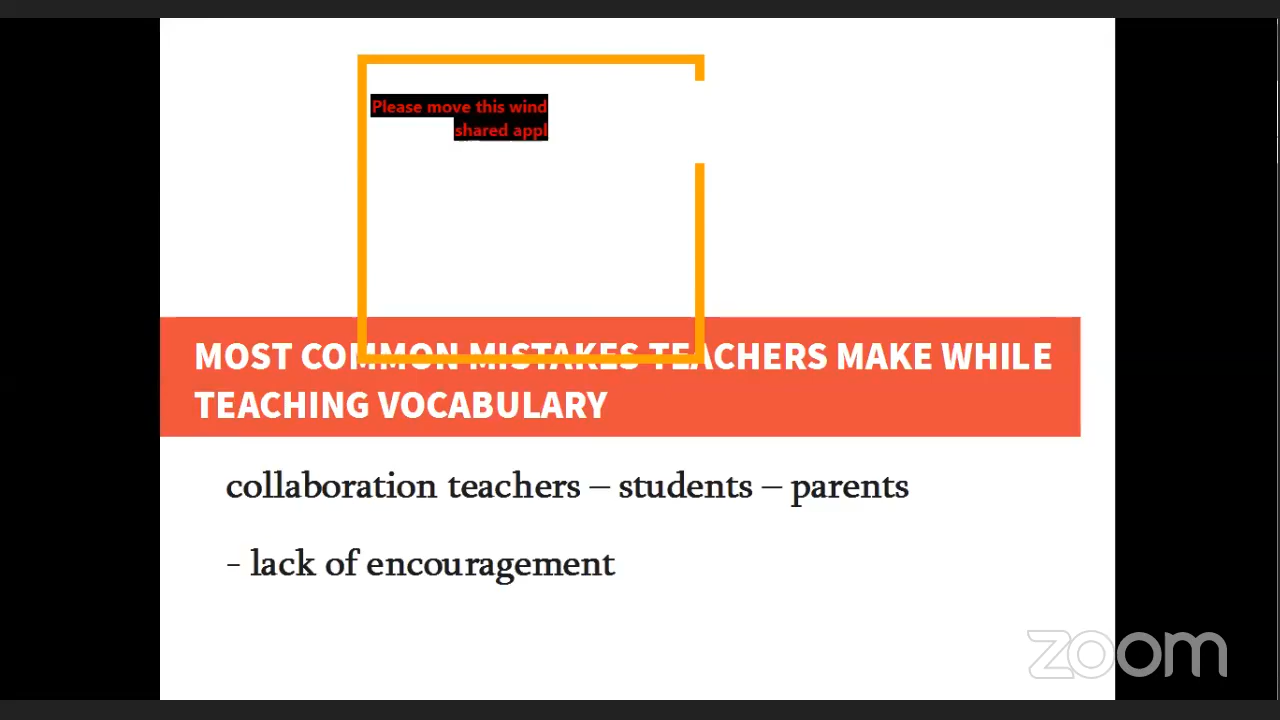 Please move this wind
shared appl
MOST COMMON MISTAKES TEACHERS MAKE WHILE
TEACHING VOCABULARY
collaboration teachers – students – parents
- lack of encouragement
zoom